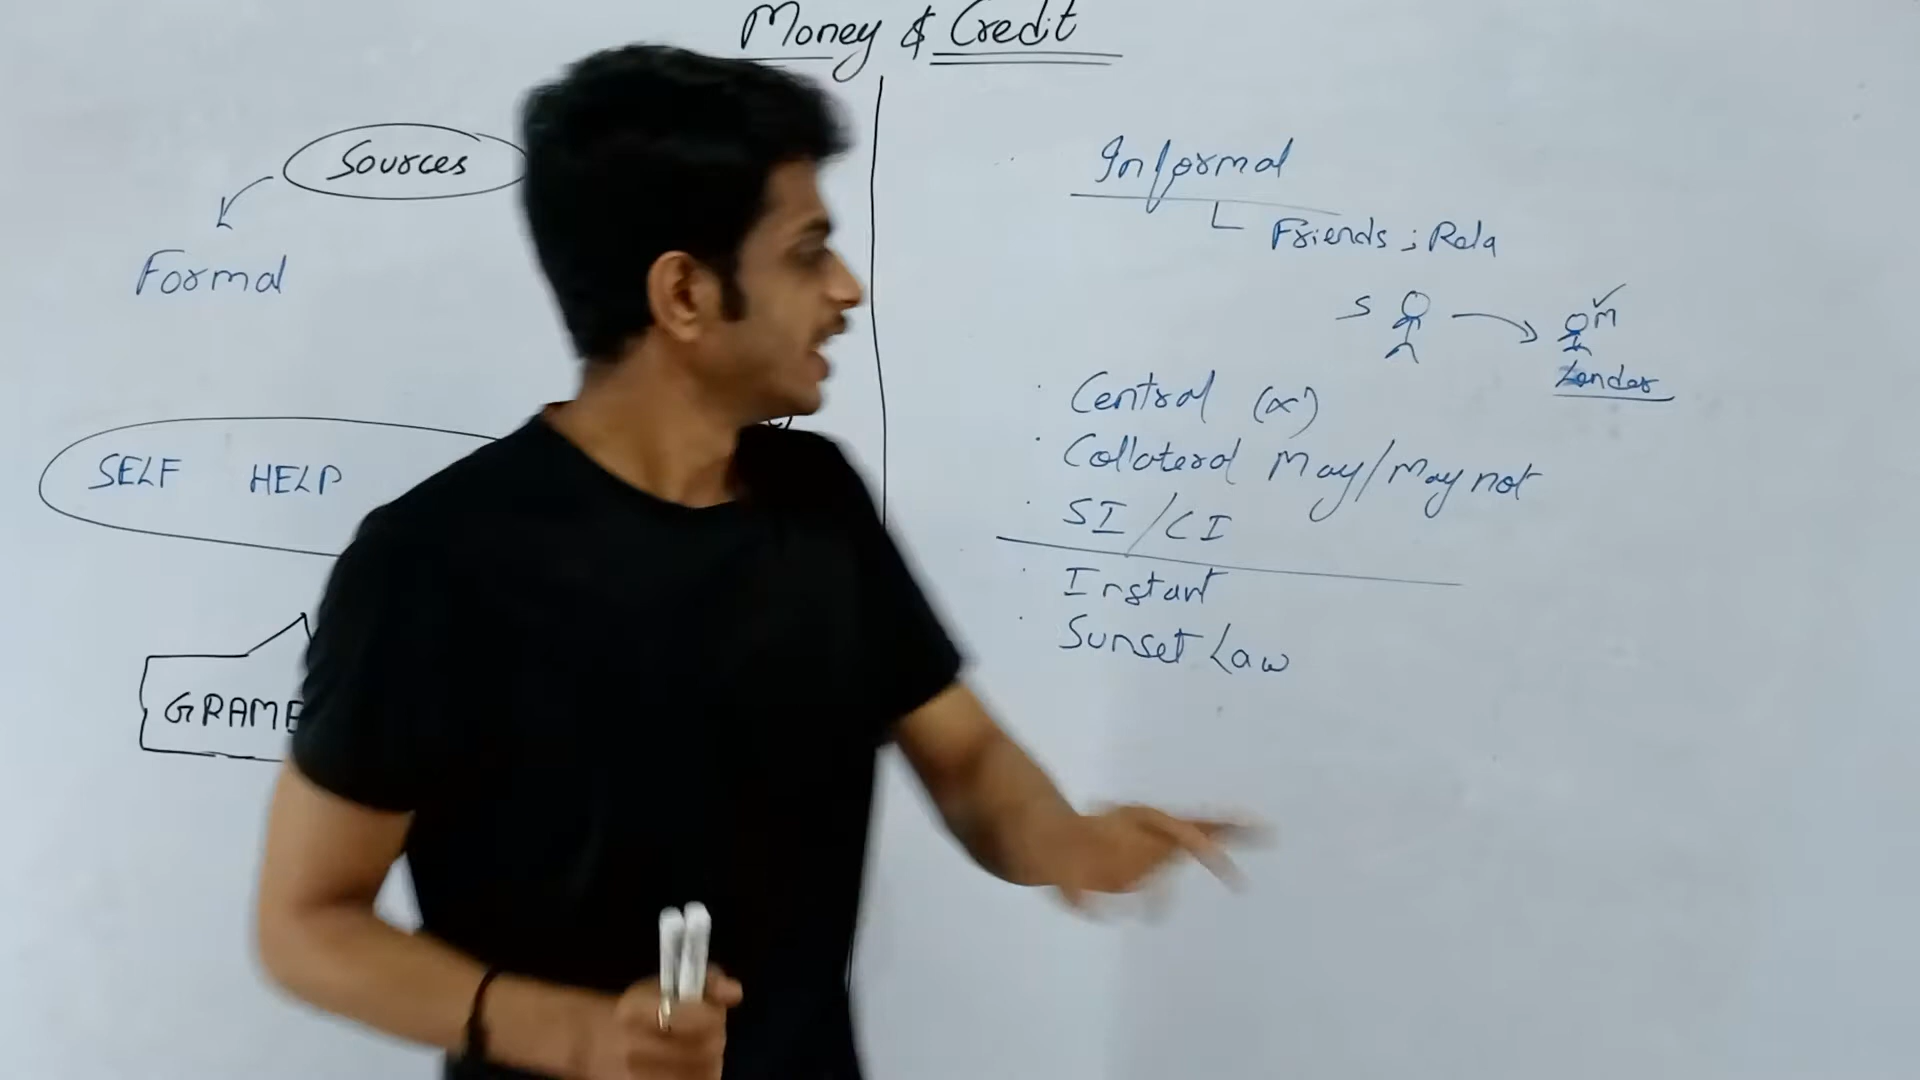 Money & Credit
Sources
Formal
SELF HELP
GRAME
Informal
Friends ; Rela
S
M
Lender
Central (x)
Collateral May/May not
SI/CI
Instant
Sunset Law